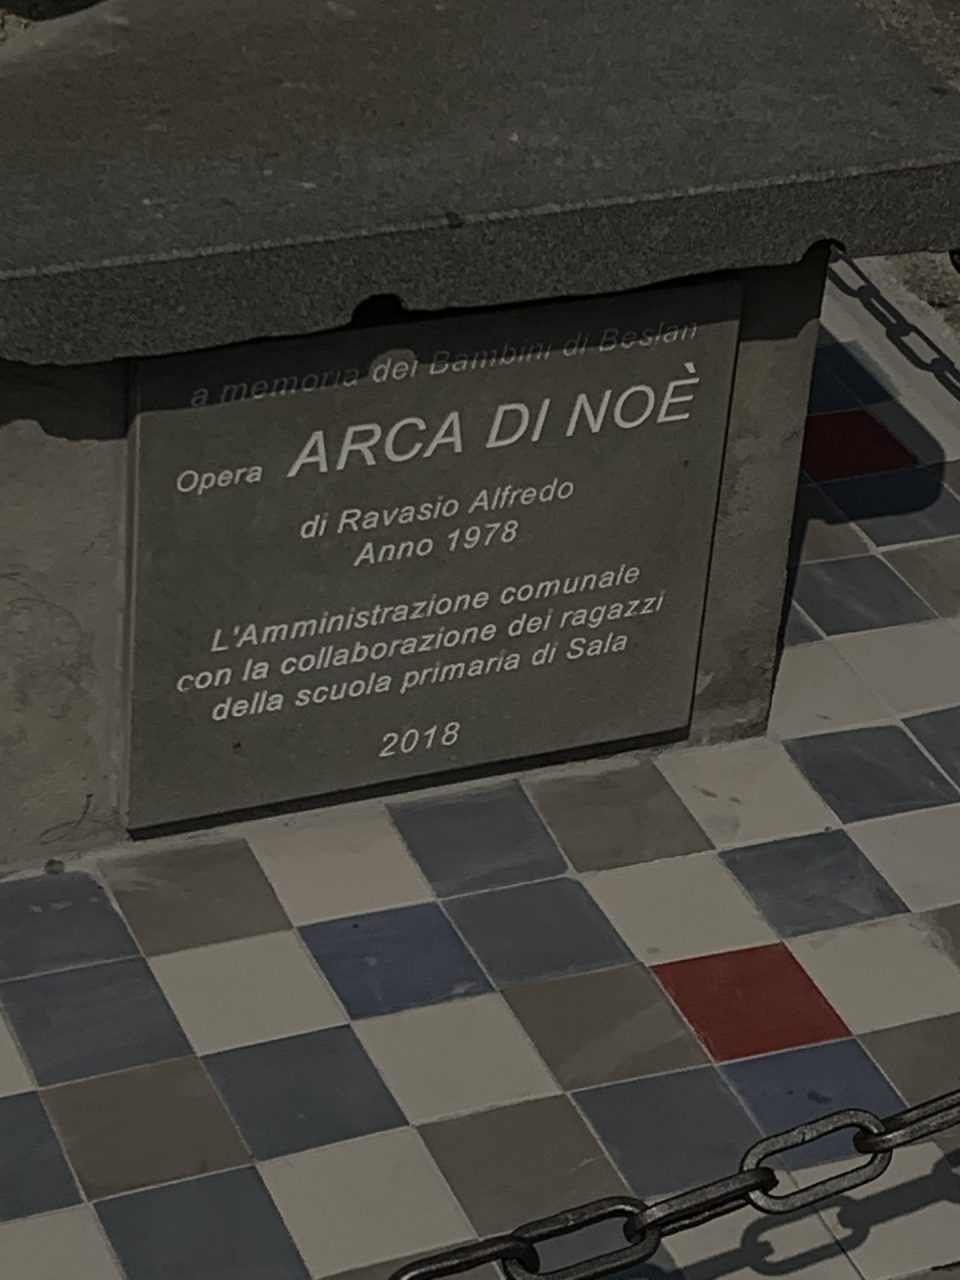 a memoria dei Bambini di Beslan
Opera ARCA DI NOÈ
di Ravasio Alfredo
Anno 1978
L'Amministrazione comunale
con la collaborazione dei ragazzi
della scuola primaria di Sala
2018